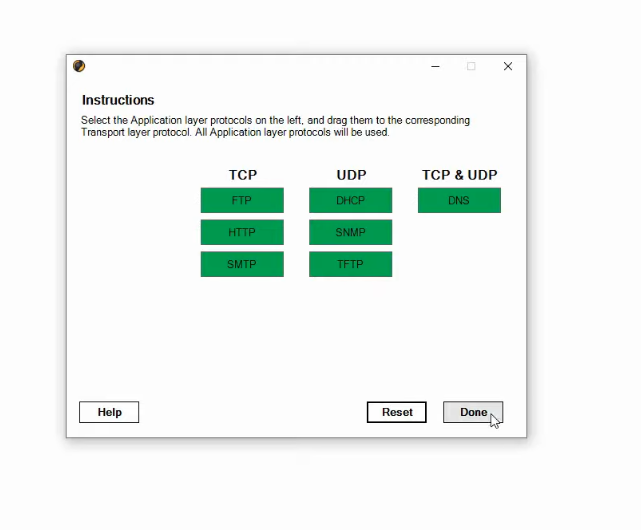 Instructions
Select the Application layer protocols on the left, and drag them to the corresponding
Transport layer protocol. All Application layer protocols will be used.
TCP UDP TCP & UDP
FTP DHCP DNS
HTTP SNMP
SMTP TFTP
Help Reset Done